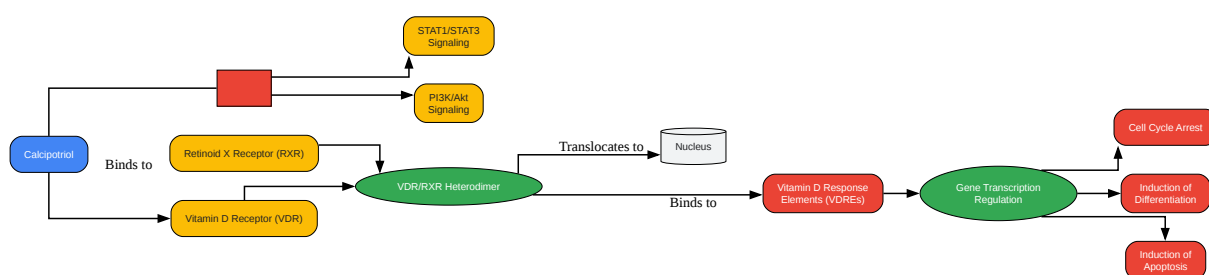 STAT1/STAT3
Signaling
PI3K/Akt
Signaling
Calcipotriol
Binds to
Retinoid X Receptor (RXR)
Vitamin D Receptor (VDR)
VDR/RXR Heterodimer
Translocates to
Nucleus
Binds to
Vitamin D Response
Elements (VDREs)
Gene Transcription
Regulation
Cell Cycle Arrest
Induction of
Differentiation
Induction of
Apoptosis